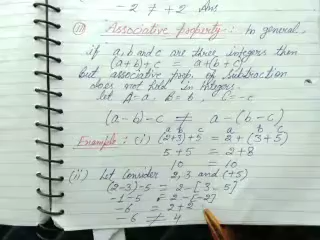 -2 ≠ +2 Ans
(iii) Associative property: In general,
if a, b and c are three integers then
(a+b)+c = a+(b+c)
but associative prop. of subtraction
does not hold in integers.
let A=a, B=b, C=-c
(a-b)-c ≠ a-(b-c)
a b c a b c
Example: (i) (2+3)+5 = 2+(3+5)
5+5 = 2+8
10 = 10
(ii) Let Consider 2, 3 and (+5)
(2-3)-5 = 2-[3-5]
-1-5 = 2-[-2]
-6 = 2+2
-6 ≠ 4